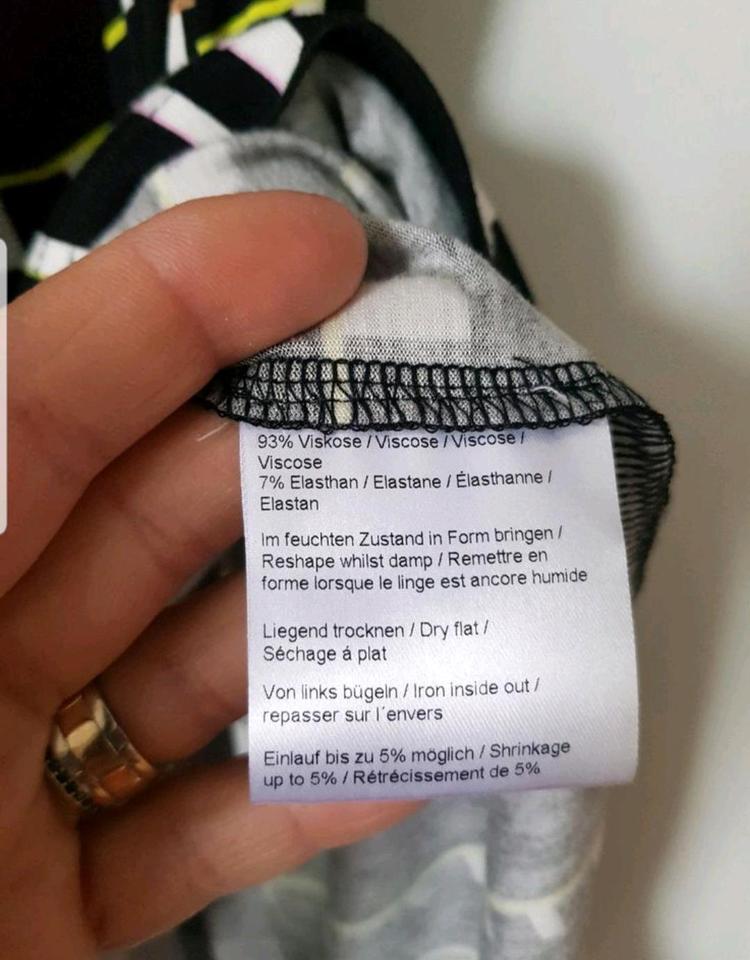 93% Viskose / Viscose / Viscose /
Viscose
7% Elasthan / Elastane / Élasthanne /
Elastan
Im feuchten Zustand in Form bringen /
Reshape whilst damp / Remettre en
forme lorsque le linge est ancore humide
Liegend trocknen / Dry flat /
Séchage á plat
Von links bügeln / Iron inside out /
repasser sur l´envers
Einlauf bis zu 5% möglich / Shrinkage
up to 5% / Rétrécissement de 5%